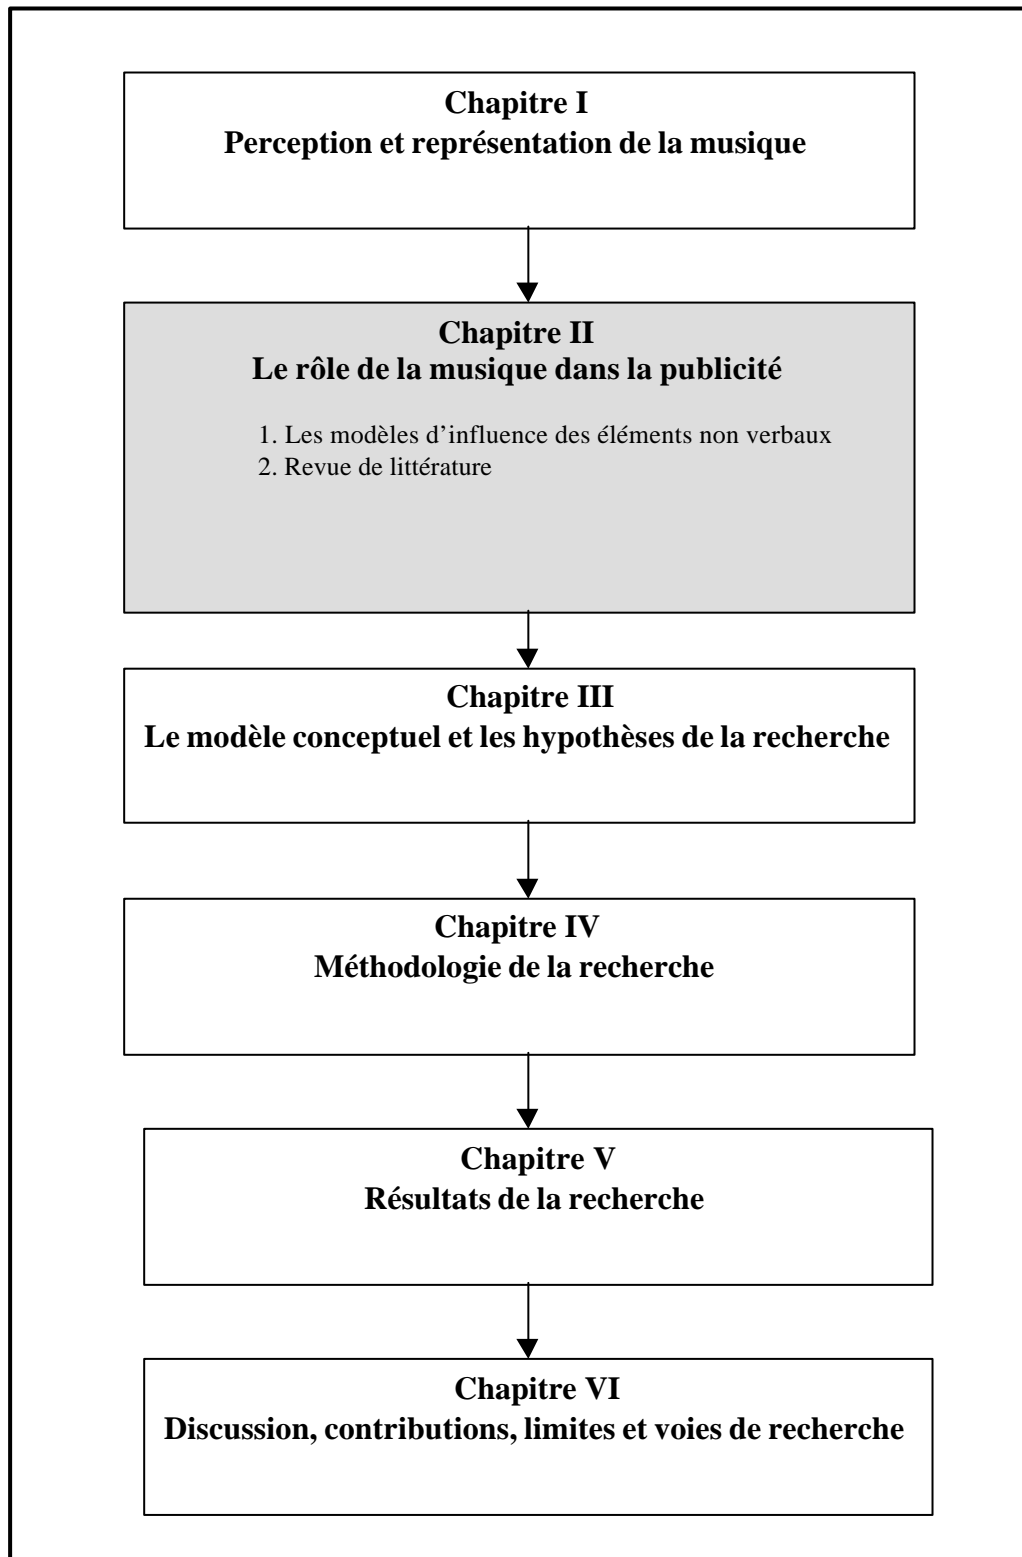 Chapitre I
Perception et représentation de la musique
Chapitre II
Le rôle de la musique dans la publicité
1. Les modèles d’influence des éléments non verbaux
2. Revue de littérature
Chapitre III
Le modèle conceptuel et les hypothèses de la recherche
Chapitre IV
Méthodologie de la recherche
Chapitre V
Résultats de la recherche
Chapitre VI
Discussion, contributions, limites et voies de recherche